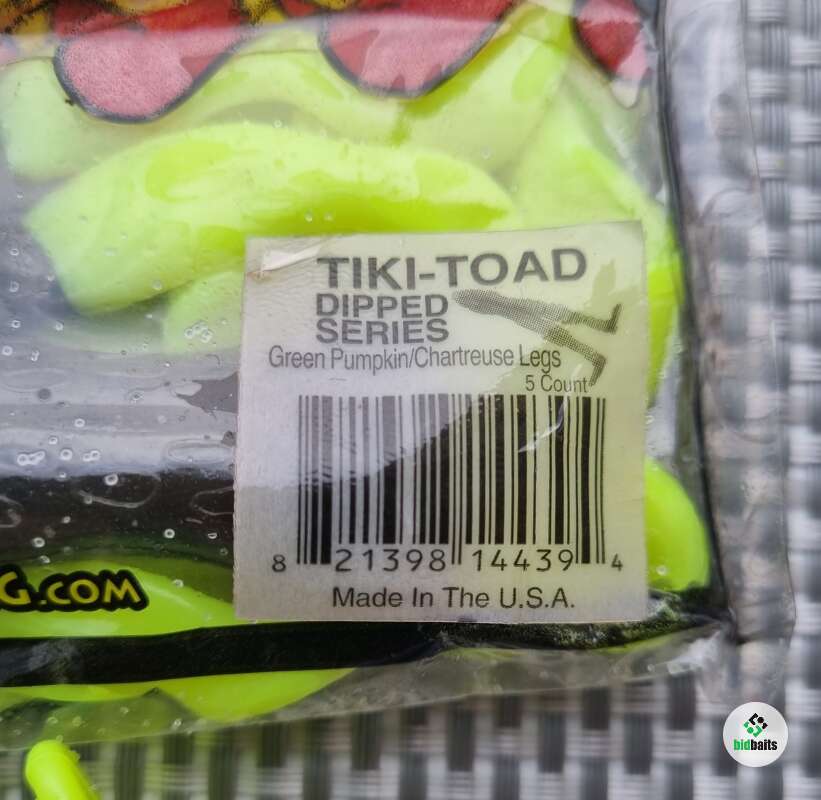 TIKI-TOAD
DIPPED
SERIES
Green Pumpkin/Chartreuse Legs
5 Count
8 21398 14439 4
Made In The U.S.A.
G.COM
bidbaits